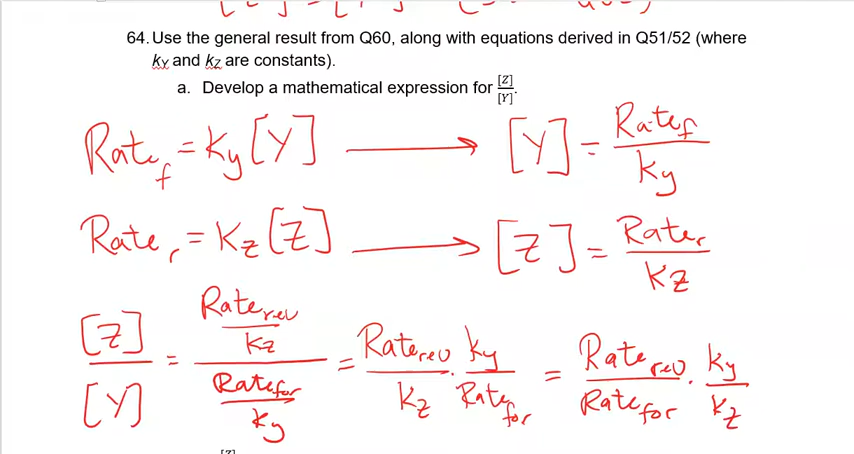 64. Use the general result from Q60, along with equations derived in Q51/52 (where
kY and kZ are constants).
a. Develop a mathematical expression for [Z]/[Y].
Rate_f = ky[Y] ⟶ [Y] = Rate_f/ky
Rate_r = Kz[Z] ⟶ [Z] = Rate_r/Kz
[Z]/[Y] = (Rate_rev/Kz)/(Rate_for/ky) = Rate_rev/Kz · ky/Rate_for = Rate_rev/Rate_for · ky/kz